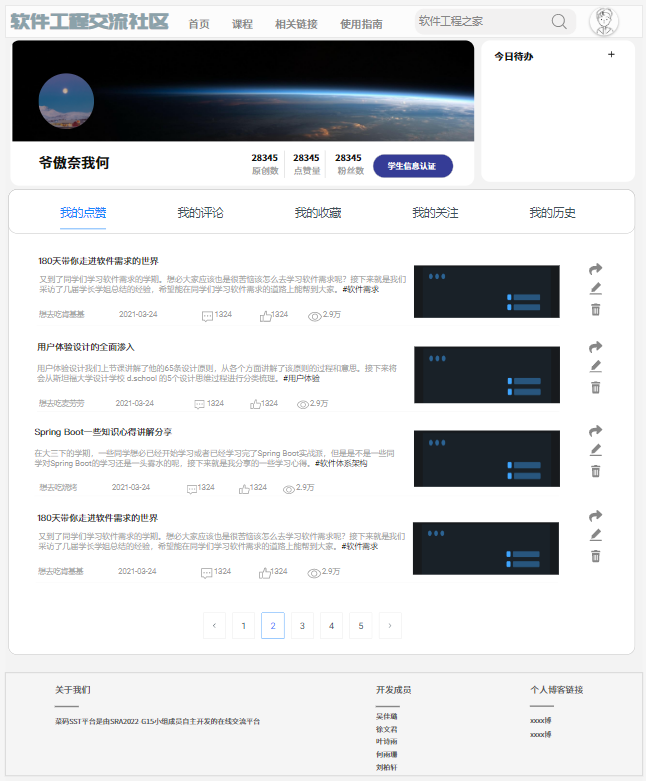 软件工程交流社区 首页 课程 相关链接 使用指南 软件工程之家
今日待办 +
爷傲奈我何
28345 28345 28345
原创数 点赞量 粉丝数
学生信息认证
我的点赞 我的评论 我的收藏 我的关注 我的历史
180天带你走进软件需求的世界
又到了同学们学习软件需求的学期。想必大家应该也是很苦恼该怎么去学习软件需求呢？接下来就是我们
采访了几届学长学姐总结的经验，希望能在同学们学习软件需求的道路上能帮到大家。#软件需求
想去吃肯基基 2021-03-24 1324 1324 2.9万
用户体验设计的全面渗入
用户体验设计我们上节课讲解了他的65条设计原则，从各个方面讲解了该原则的过程和意思。接下来将
会从斯坦福大学设计学校 d.school 的5个设计思维过程进行分类梳理。#用户体验
想去吃麦劳劳 2021-03-24 1324 1324 2.9万
Spring Boot一些知识心得讲解分享
在大三下的学期，一些同学想必已经开始学习或者已经学习完了Spring Boot实战派，但是是不是一些同
学对Spring Boot的学习还是一头雾水的呢，接下来就是我分享的一些学习心得。#软件体系架构
想去吃烧烤 2021-03-24 1324 1324 2.9万
180天带你走进软件需求的世界
又到了同学们学习软件需求的学期。想必大家应该也是很苦恼该怎么去学习软件需求呢？接下来就是我们
采访了几届学长学姐总结的经验，希望能在同学们学习软件需求的道路上能帮到大家。#软件需求
想去吃肯基基 2021-03-24 1324 1324 2.9万
< 1 2 3 4 5 >
关于我们
菜码SST平台是由SRA2022-G15小组成员自主开发的在线交流平台
开发成员
吴佳璐
徐文君
叶诗雨
何雨珊
刘柏轩
个人博客链接
xxxx博
xxxx博